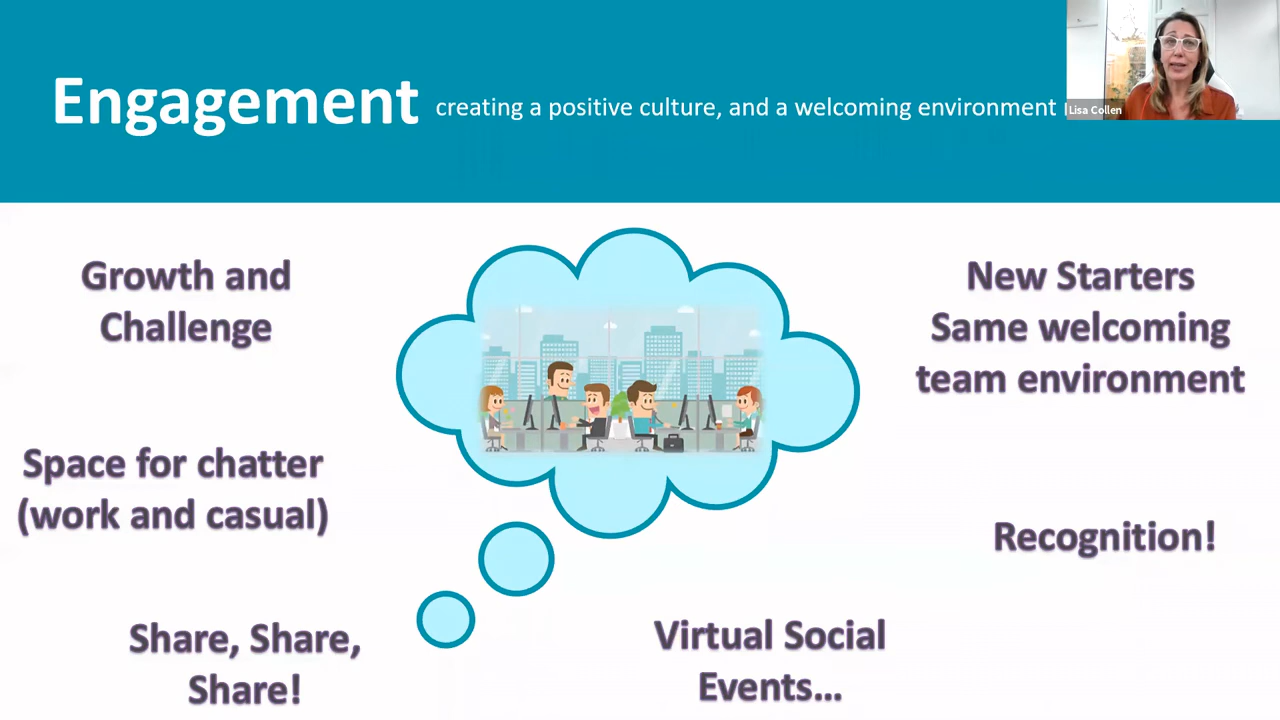 Engagement creating a positive culture, and a welcoming environment
Lisa Collen
Growth and
Challenge
New Starters
Same welcoming
team environment
Space for chatter
(work and casual)
Recognition!
Share, Share,
Share!
Virtual Social
Events...